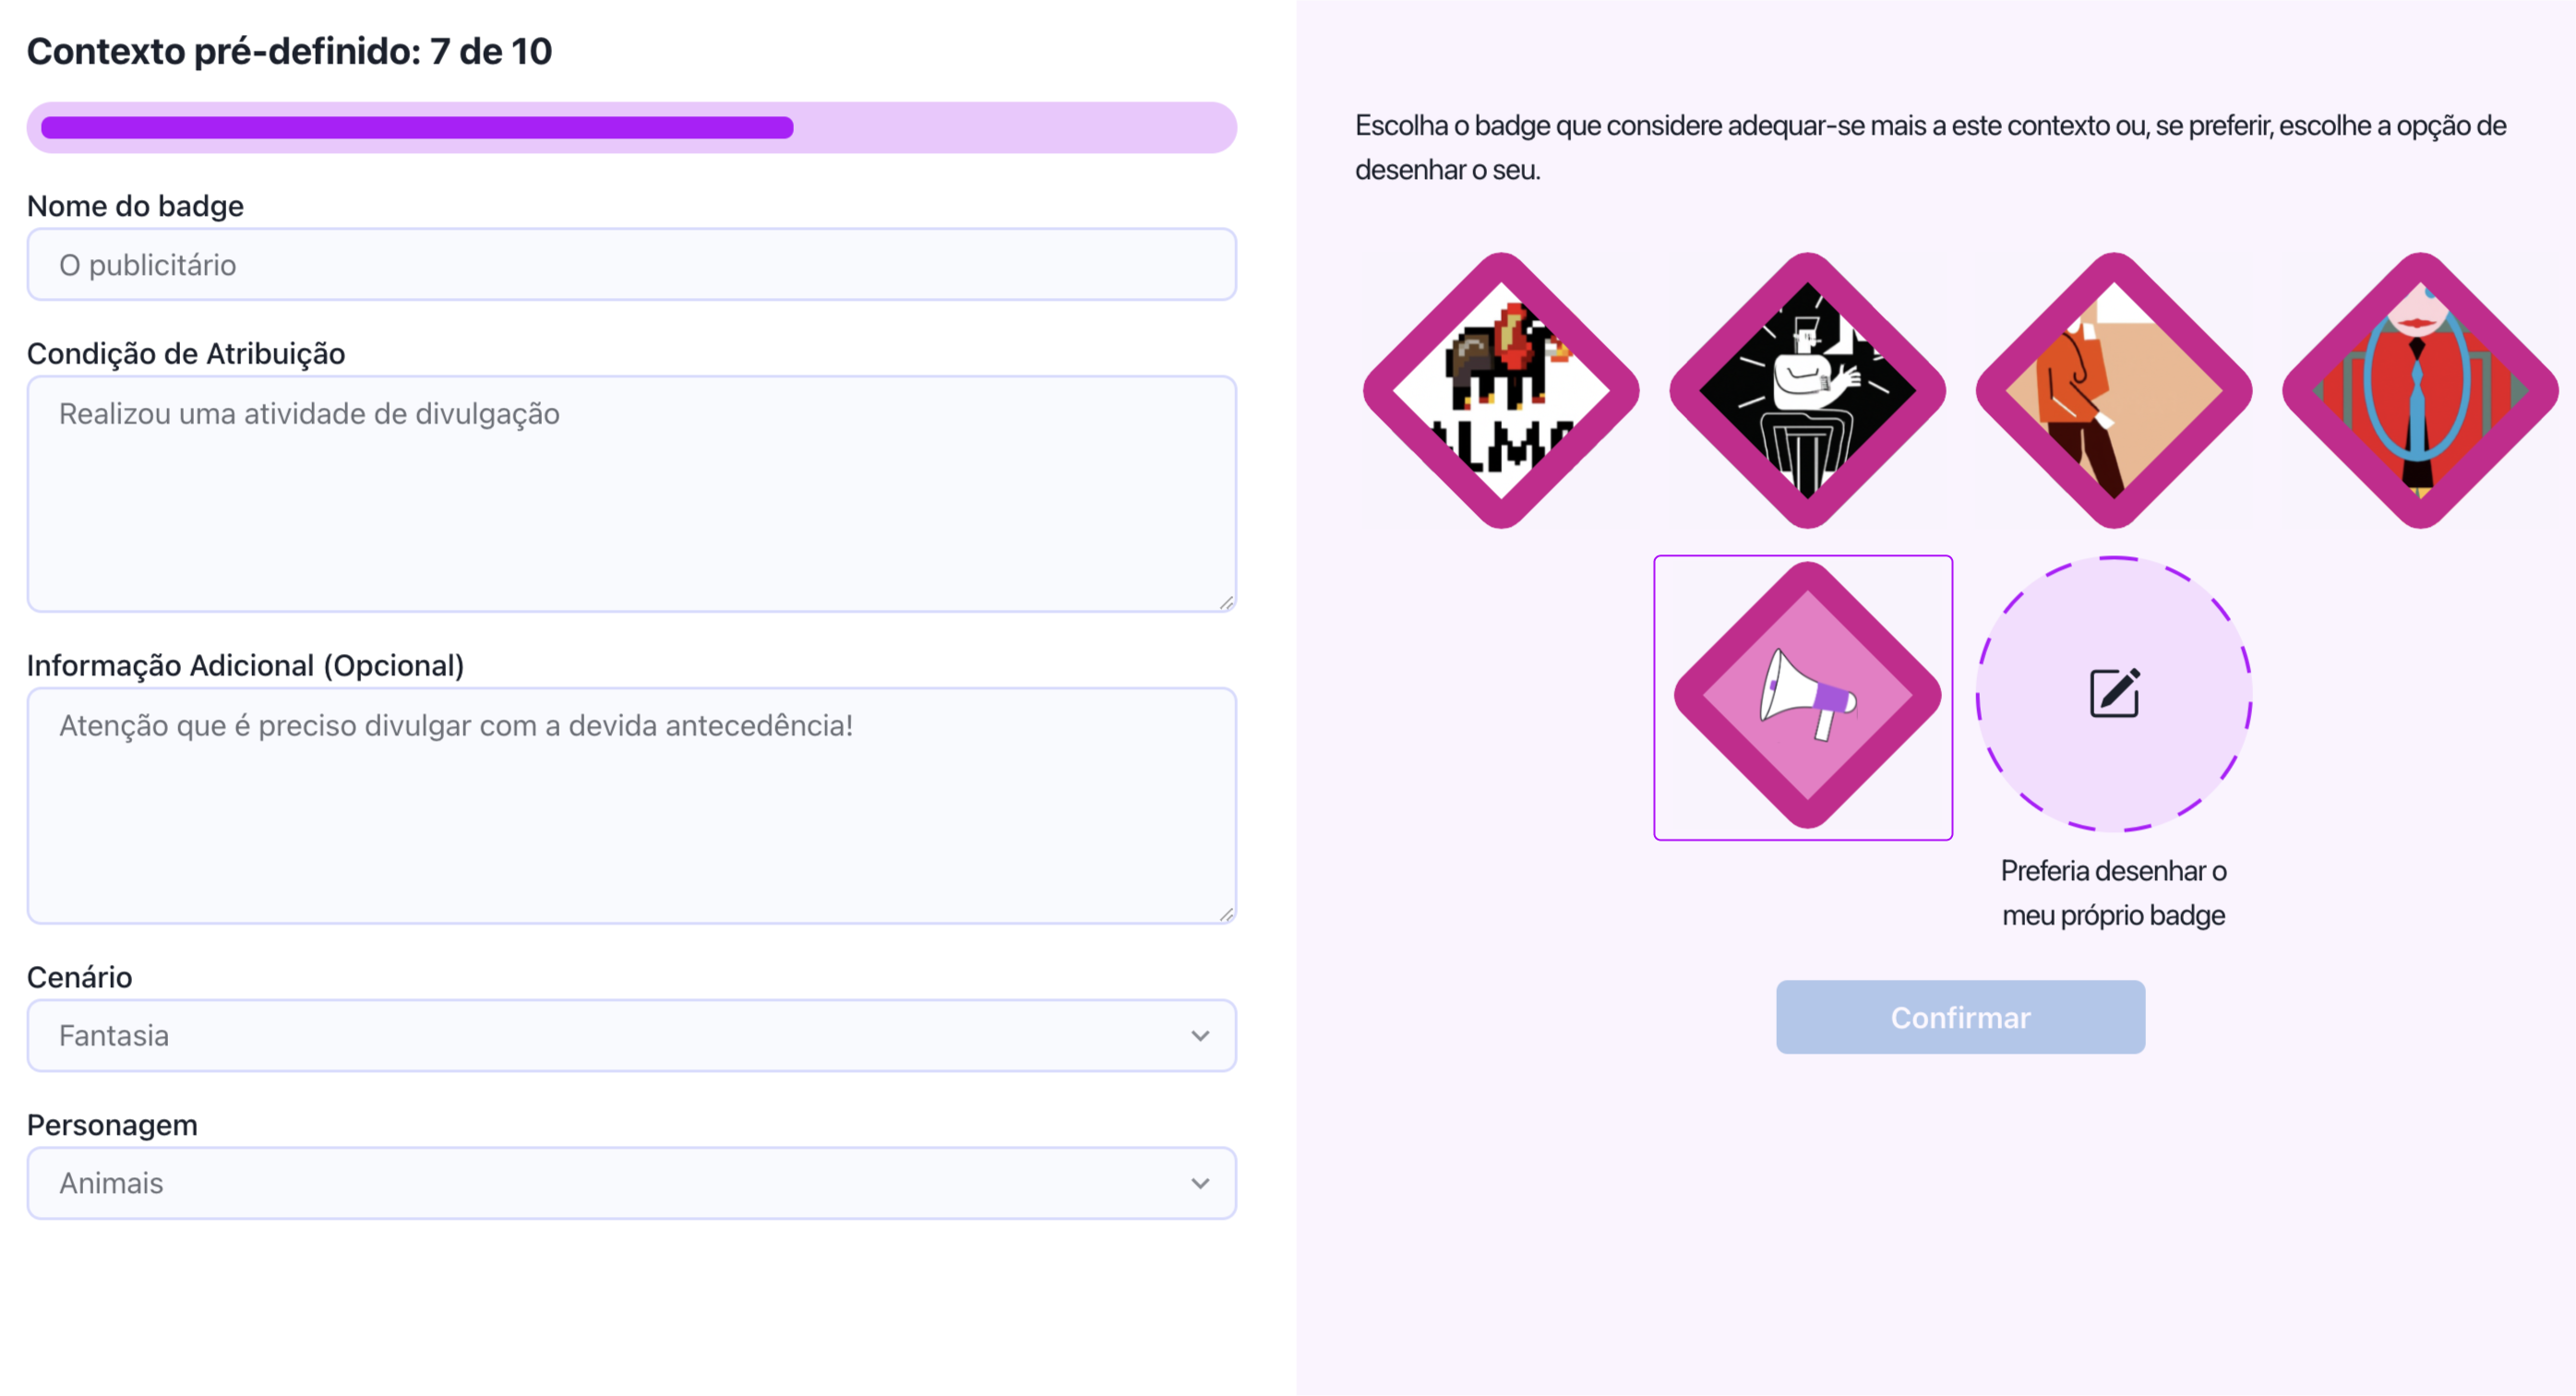 Contexto pré-definido: 7 de 10
Nome do badge
O publicitário
Condição de Atribuição
Realizou uma atividade de divulgação
Informação Adicional (Opcional)
Atenção que é preciso divulgar com a devida antecedência!
Cenário
Fantasia
Personagem
Animais
Escolha o badge que considere adequar-se mais a este contexto ou, se preferir, escolhe a opção de
desenhar o seu.
Preferia desenhar o
meu próprio badge
Confirmar